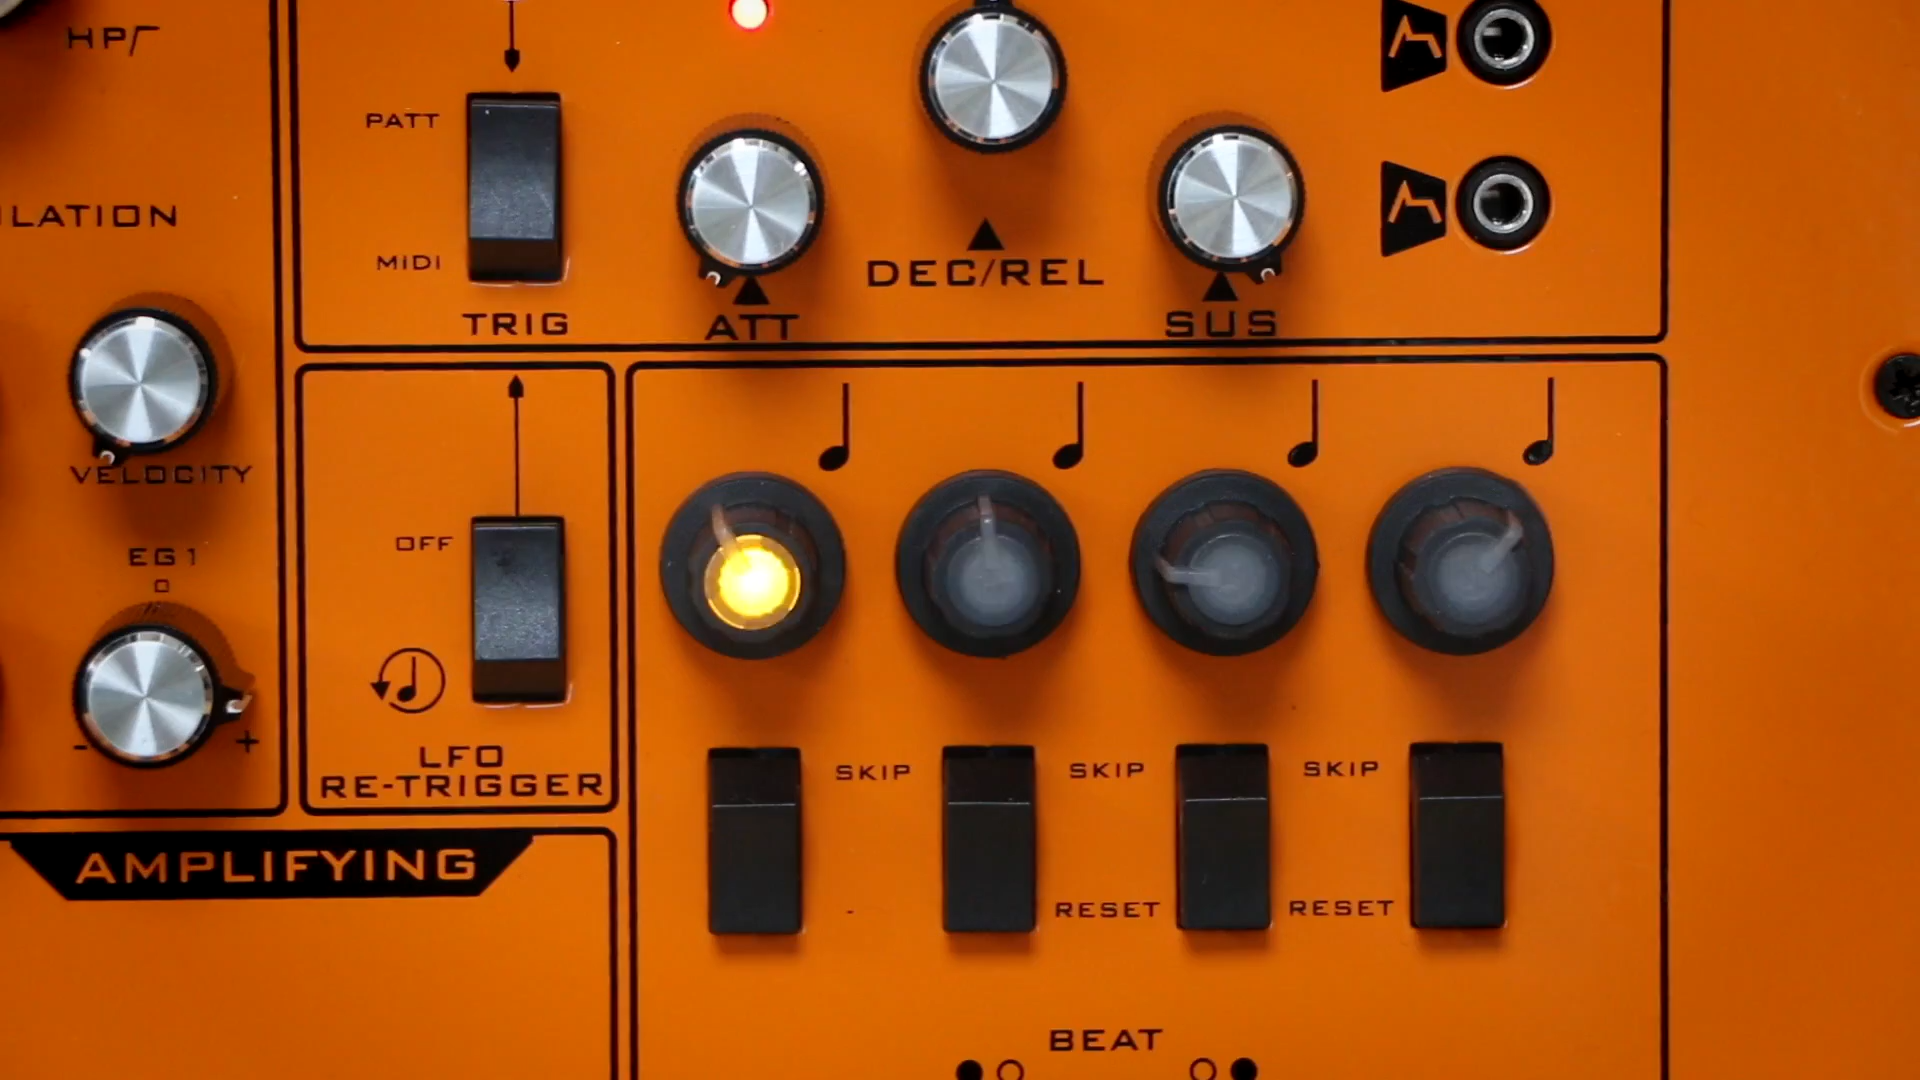 HP
PATT
ILATION
MIDI
TRIG
ATT
DEC/REL
SUS
VELOCITY
OFF
EG1
0
- +
LFO
RE-TRIGGER
SKIP SKIP SKIP
AMPLIFYING
- RESET RESET
BEAT